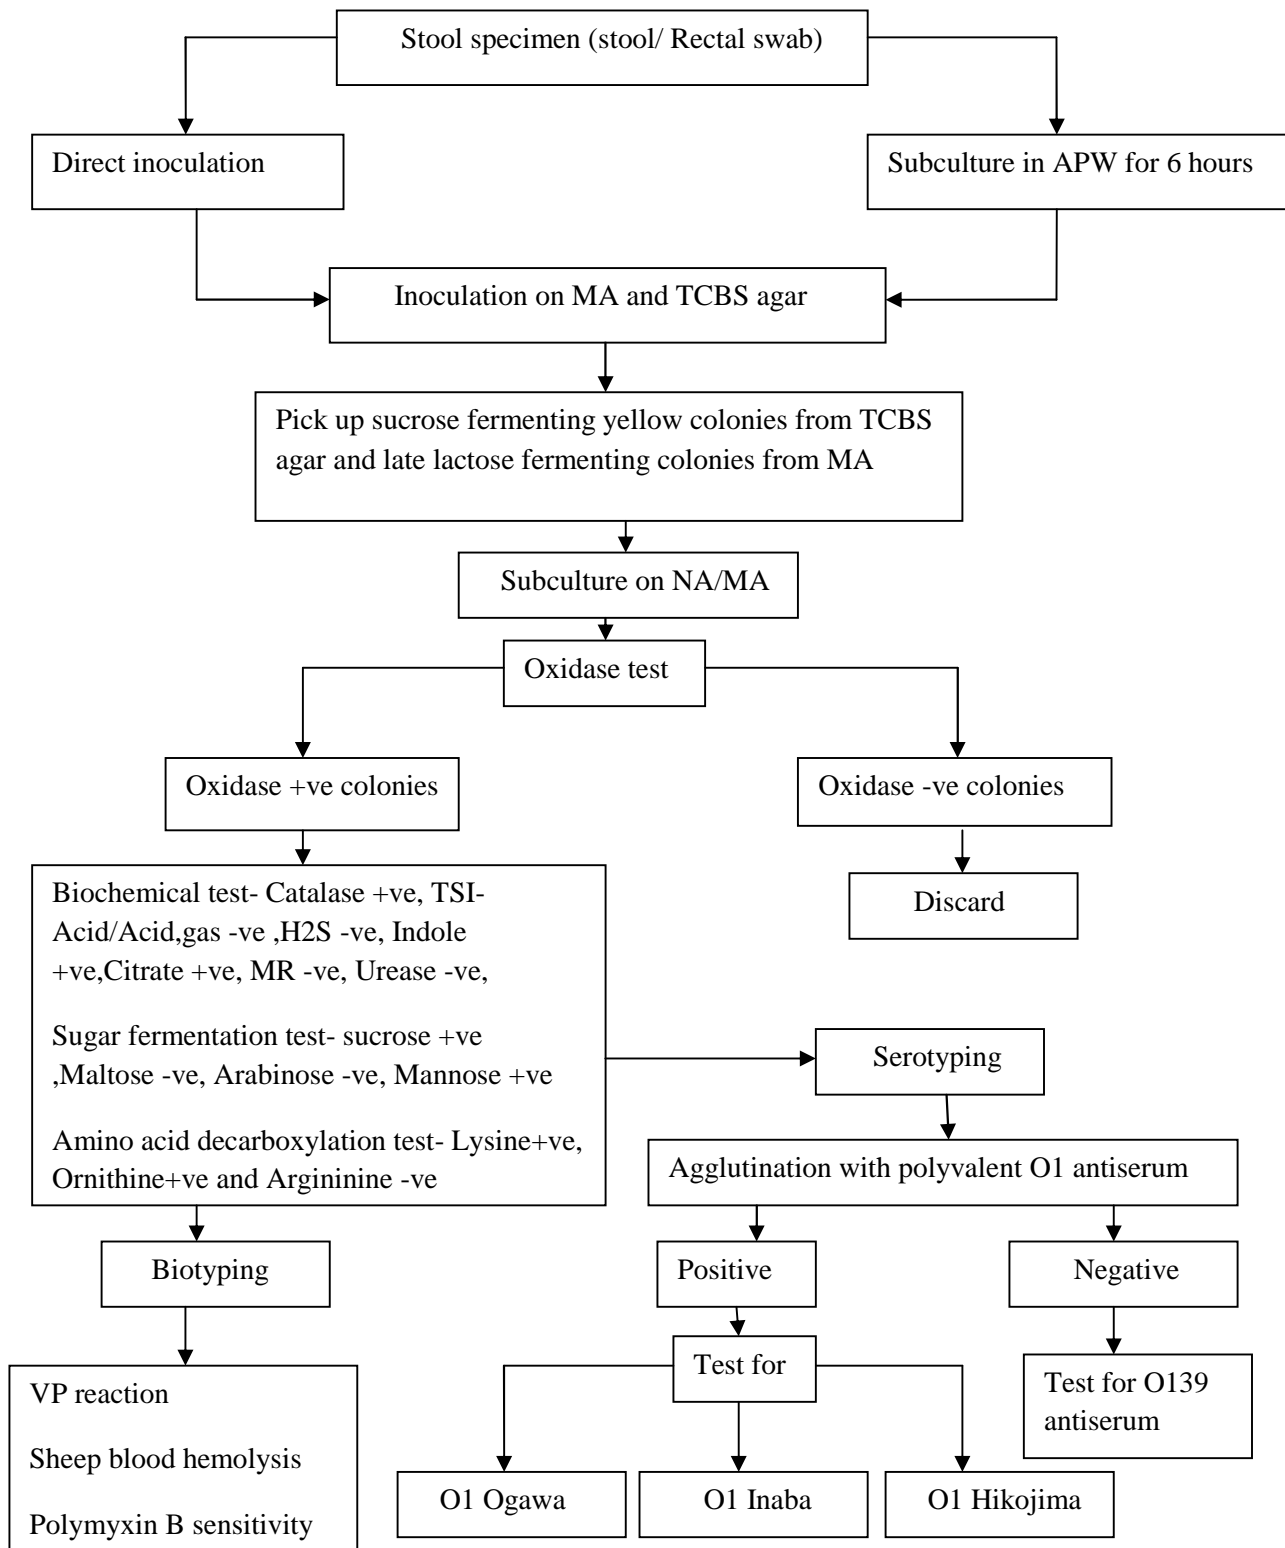 Stool specimen (stool/ Rectal swab)
Direct inoculation
Subculture in APW for 6 hours
Inoculation on MA and TCBS agar
Pick up sucrose fermenting yellow colonies from TCBS
agar and late lactose fermenting colonies from MA
Subculture on NA/MA
Oxidase test
Oxidase +ve colonies
Oxidase -ve colonies
Discard
Biochemical test- Catalase +ve, TSI-
Acid/Acid,gas -ve ,H2S -ve, Indole
+ve,Citrate +ve, MR -ve, Urease -ve,
Sugar fermentation test- sucrose +ve
,Maltose -ve, Arabinose -ve, Mannose +ve
Amino acid decarboxylation test- Lysine+ve,
Ornithine+ve and Argininine -ve
Serotyping
Agglutination with polyvalent O1 antiserum
Biotyping
Positive
Negative
Test for
Test for O139
antiserum
VP reaction
Sheep blood hemolysis
Polymyxin B sensitivity
O1 Ogawa
O1 Inaba
O1 Hikojima